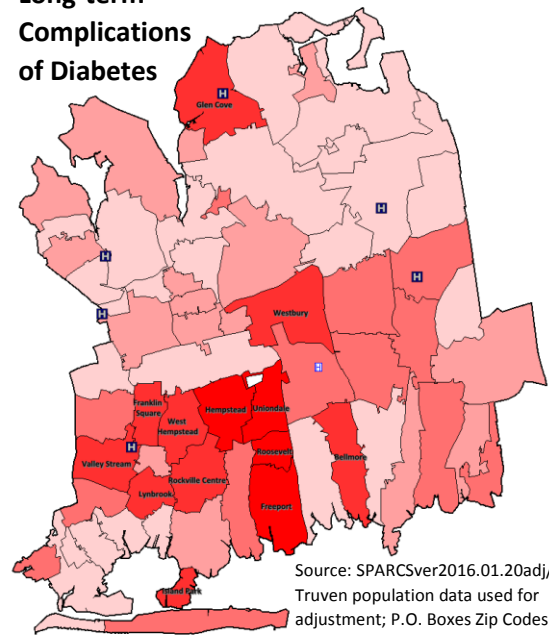 Long-term
Complications
of Diabetes
H
Glen Cove
H
H
H
H
Westbury
H
Franklin
Square
West
Hempstead
Hempstead
Uniondale
H
Valley Stream
Roosevelt
Bellmore
Rockville Centre
Lynbrook
Freeport
Island Park
Source: SPARCSver2016.01.20adj/
Truven population data used for
adjustment; P.O. Boxes Zip Codes